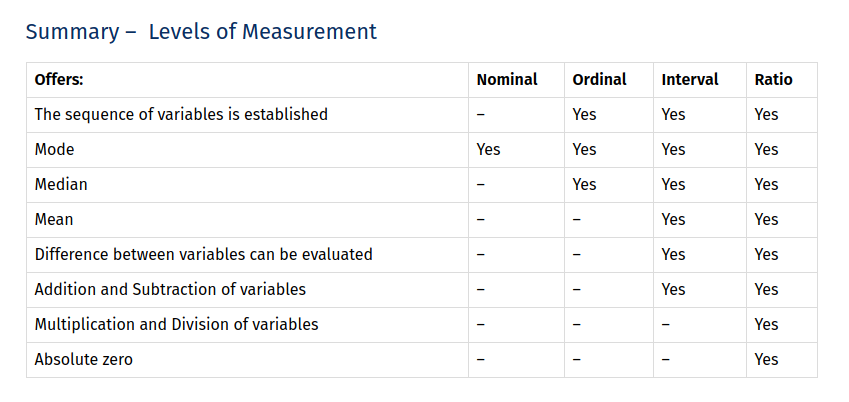 Summary –  Levels of Measurement
Offers: Nominal Ordinal Interval Ratio
The sequence of variables is established – Yes Yes Yes
Mode Yes Yes Yes Yes
Median – Yes Yes Yes
Mean – – Yes Yes
Difference between variables can be evaluated – – Yes Yes
Addition and Subtraction of variables – – Yes Yes
Multiplication and Division of variables – – – Yes
Absolute zero – – – Yes